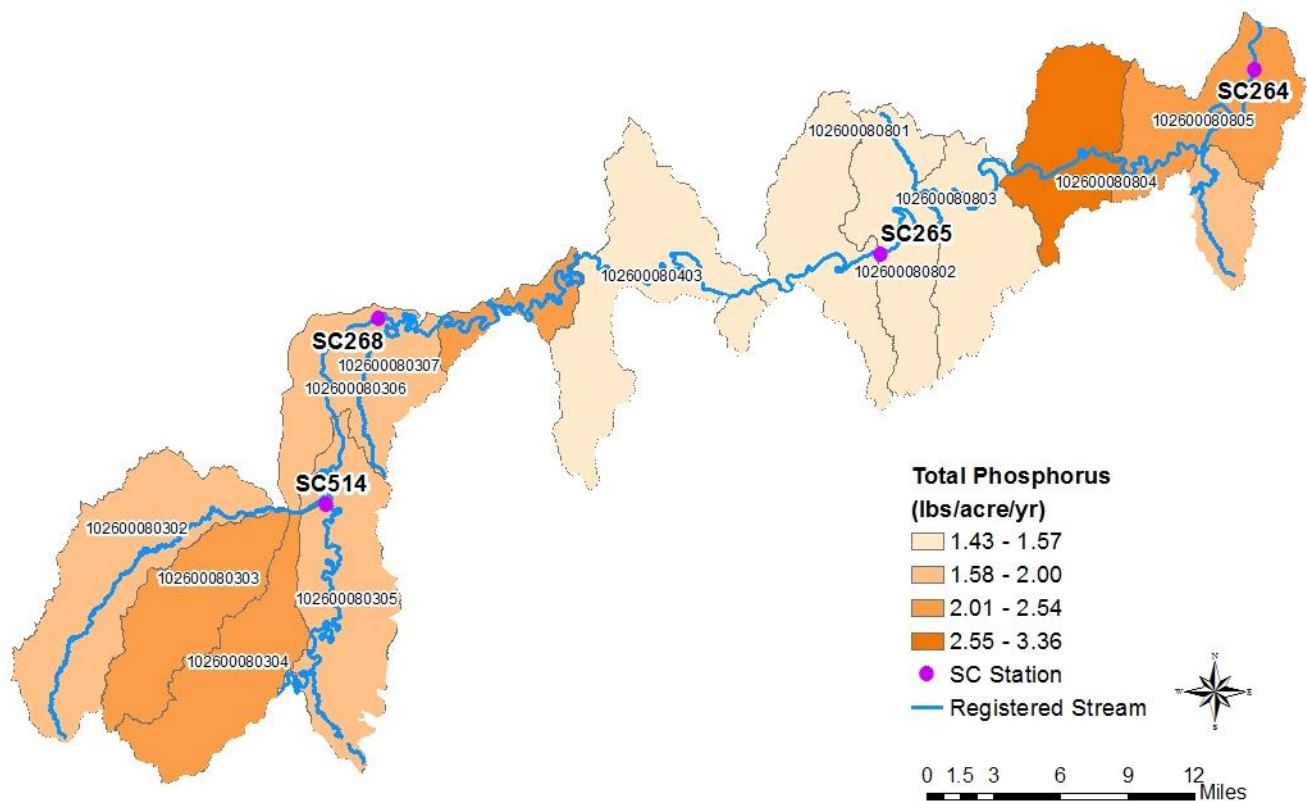 SC264
102600080801
102600080805
102600080804
102600080803
SC265
102600080403
102600080802
SC268
102600080307
102600080306
SC514
102600080302
102600080303
102600080305
102600080304
Total Phosphorus
(lbs/acre/yr)
1.43 - 1.57
1.58 - 2.00
2.01 - 2.54
2.55 - 3.36
SC Station
Registered Stream
N
W E
S
0 1.5 3 6 9 12
Miles